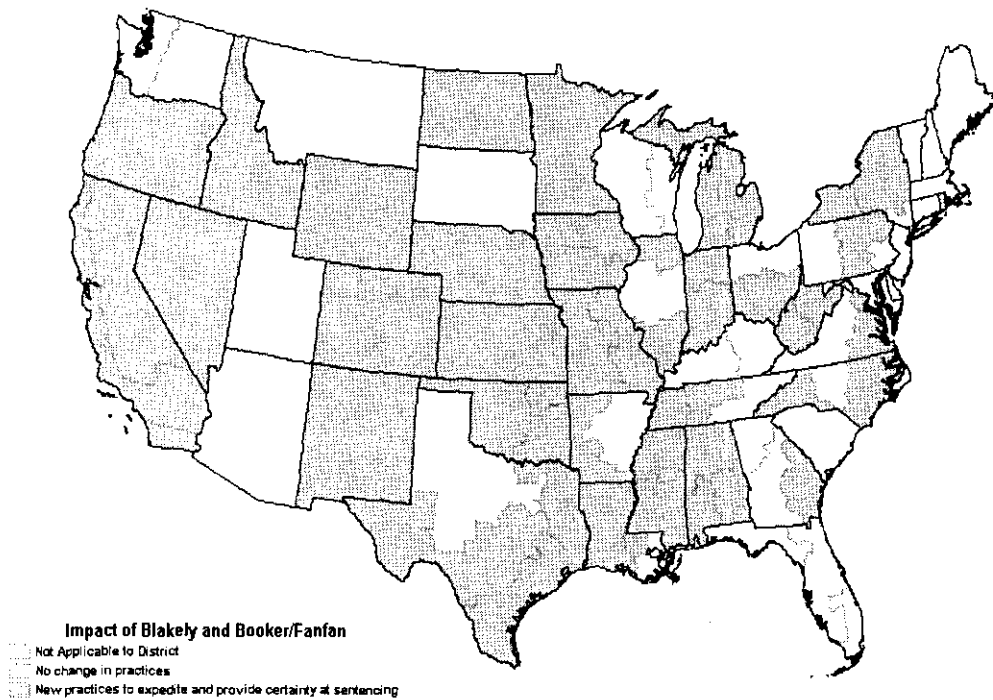 Impact of Blakely and Booker/Fanfan
Not Applicable to District
No change in practices
New practices to expedite and provide certainty at sentencing